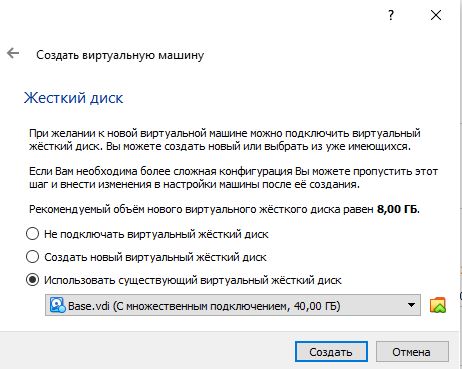 ?
Создать виртуальную машину
Жесткий диск
При желании к новой виртуальной машине можно подключить виртуальный
жёсткий диск. Вы можете создать новый или выбрать из уже имеющихся.
Если Вам необходима более сложная конфигурация Вы можете пропустить этот
шаг и внести изменения в настройки машины после её создания.
Рекомендуемый объём нового виртуального жёсткого диска равен 8,00 ГБ.
Не подключать виртуальный жёсткий диск
Создать новый виртуальный жёсткий диск
Использовать существующий виртуальный жёсткий диск
Base.vdi (С множественным подключением, 40,00 ГБ)
Создать
Отмена